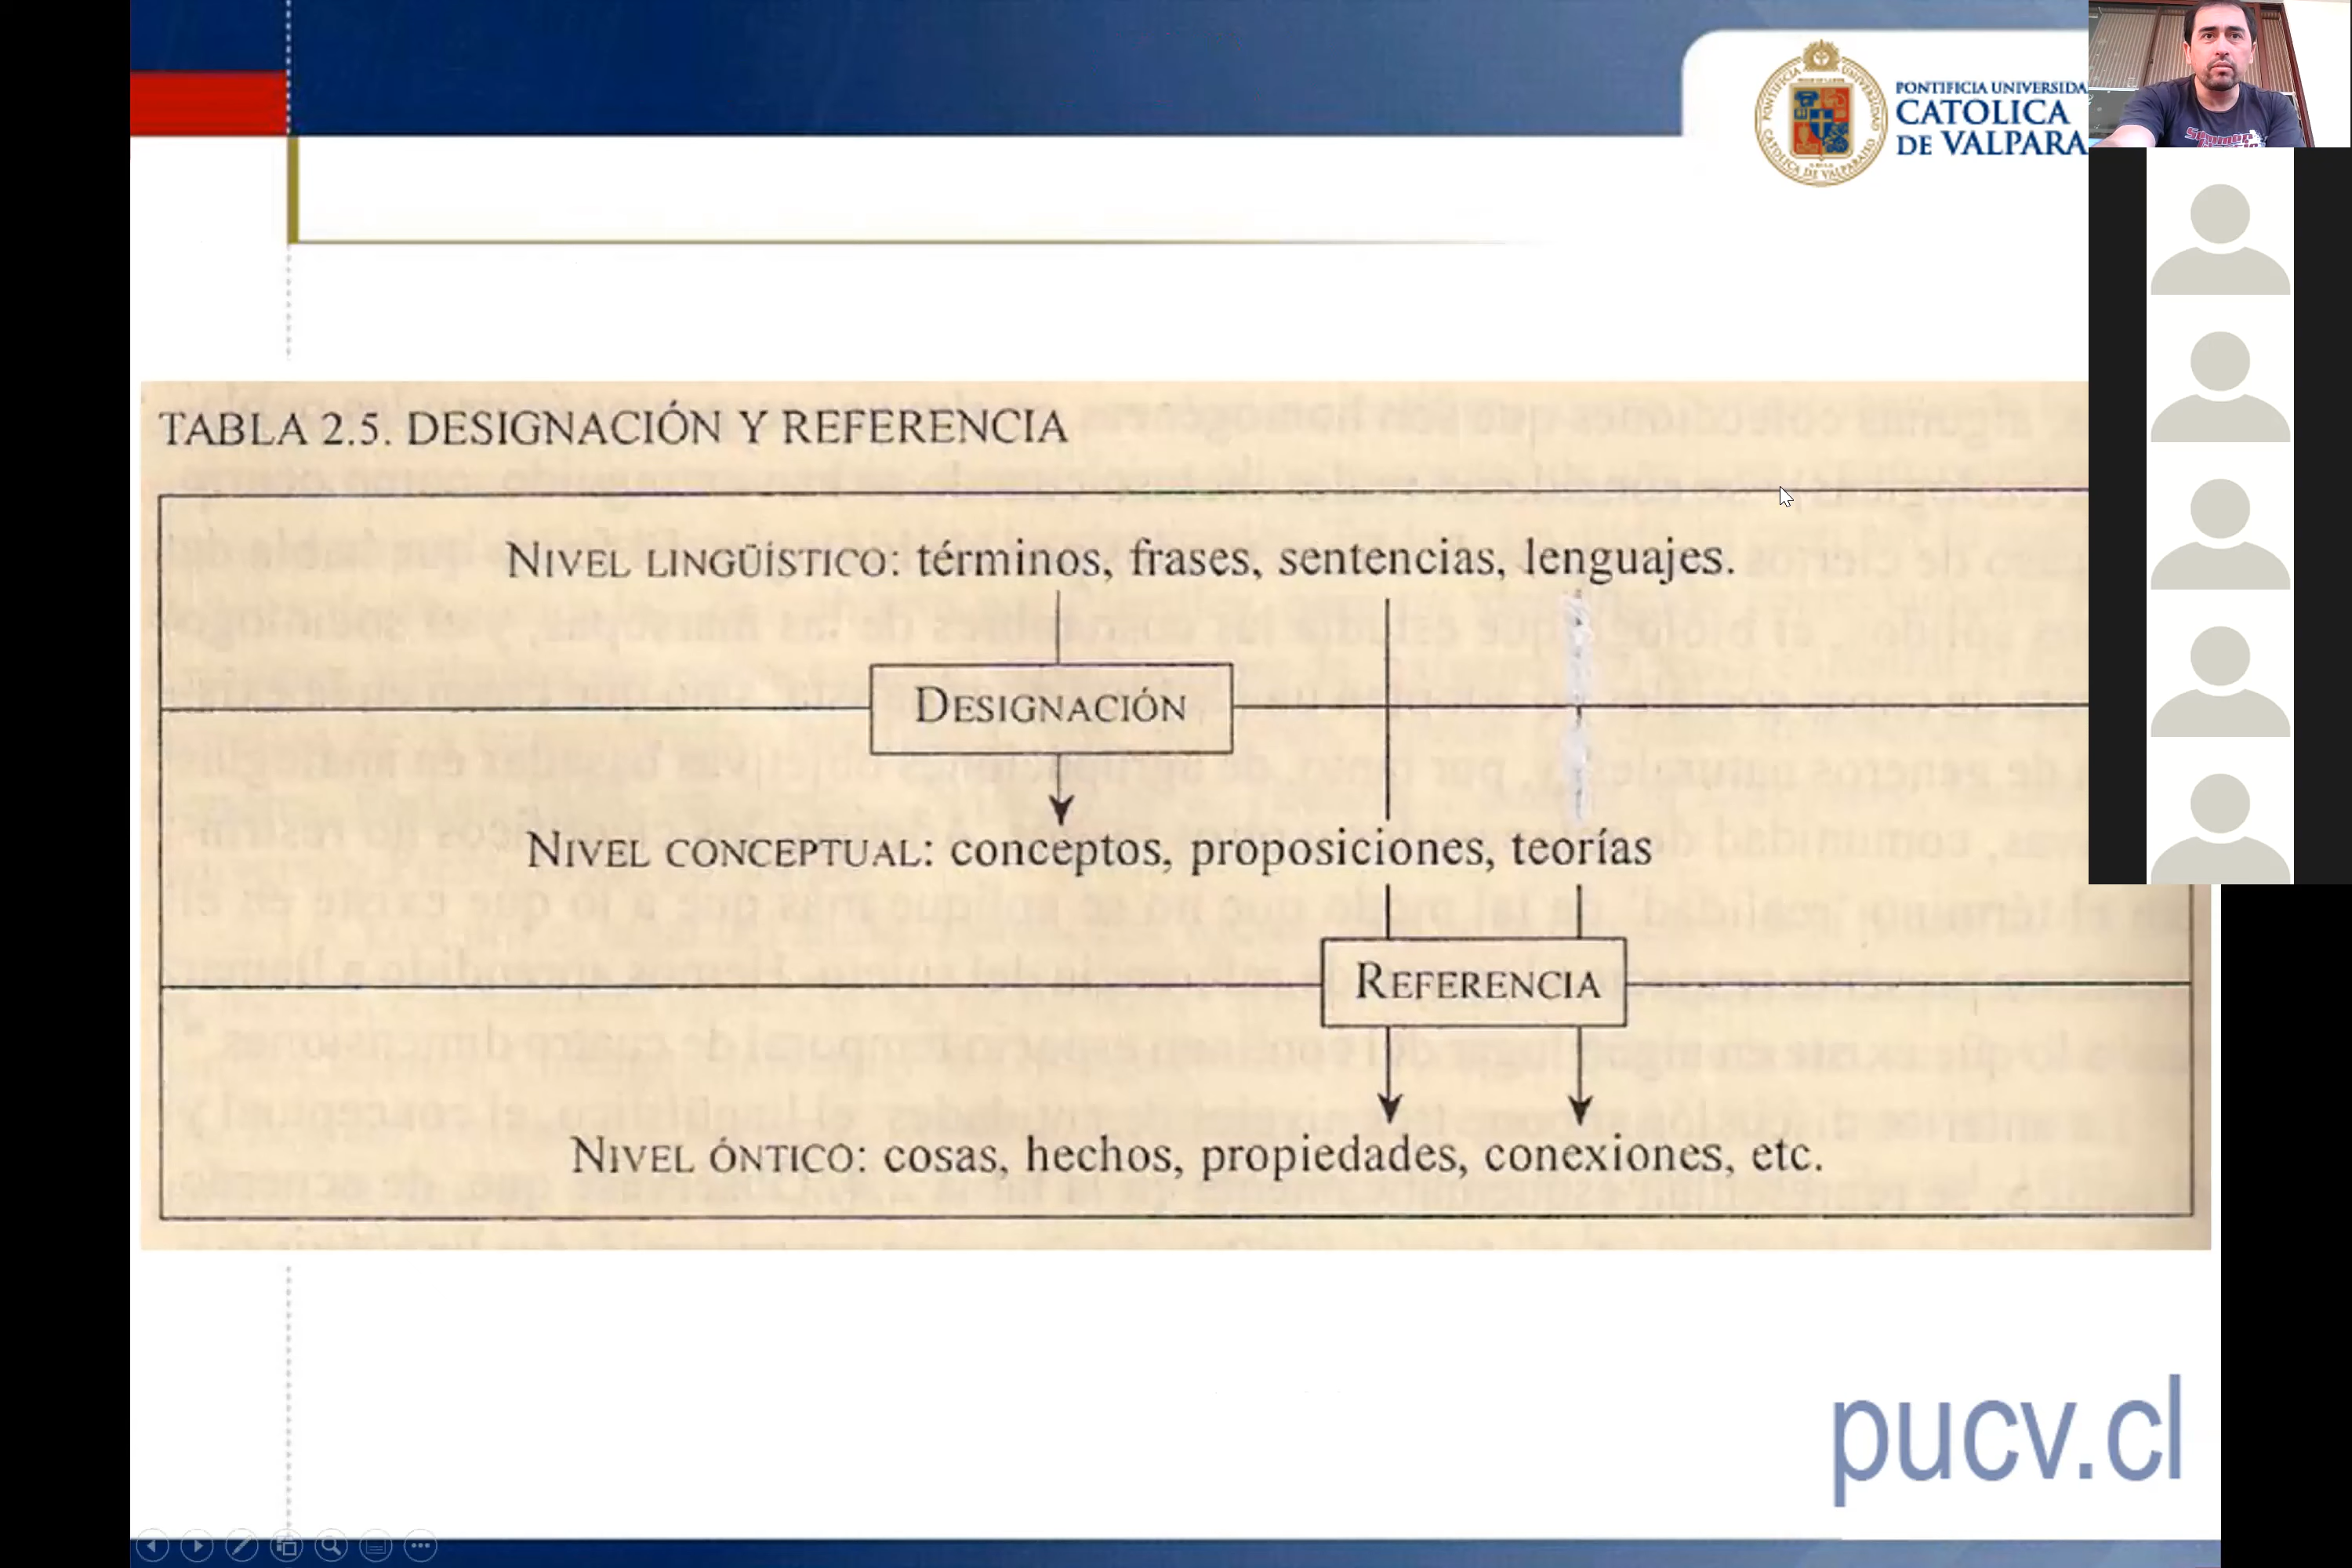 PONTIFICIA UNIVERSIDA
CATOLICA
DE VALPARA
TABLA 2.5. DESIGNACIÓN Y REFERENCIA
NIVEL LINGÜÍSTICO: términos, frases, sentencias, lenguajes.
DESIGNACIÓN
NIVEL CONCEPTUAL: conceptos, proposiciones, teorías
REFERENCIA
NIVEL ÓNTICO: cosas, hechos, propiedades, conexiones, etc.
pucv.cl